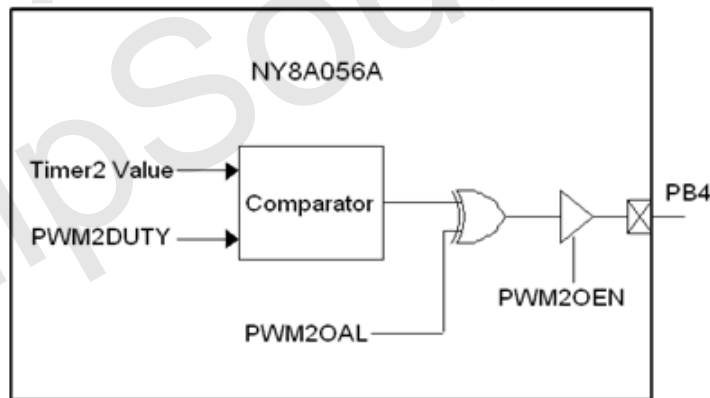 NY8A056A
Timer2 Value
Comparator
PB4
PWM2DUTY
PWM2OEN
PWM2OAL